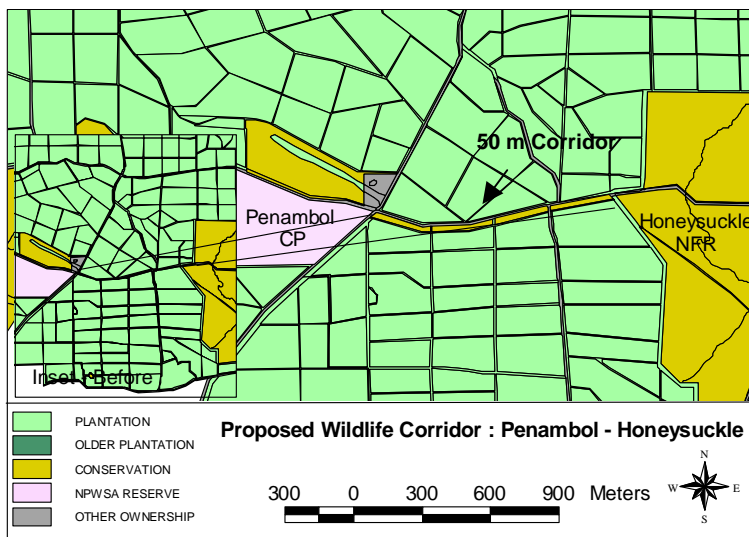 50 m Corridor
Penambol
CP
Honeysuckle
NFR
Inset : Before
PLANTATION
OLDER PLANTATION
CONSERVATION
NPWSA RESERVE
OTHER OWNERSHIP
Proposed Wildlife Corridor : Penambol - Honeysuckle
300 0 300 600 900 Meters
N
W E
S